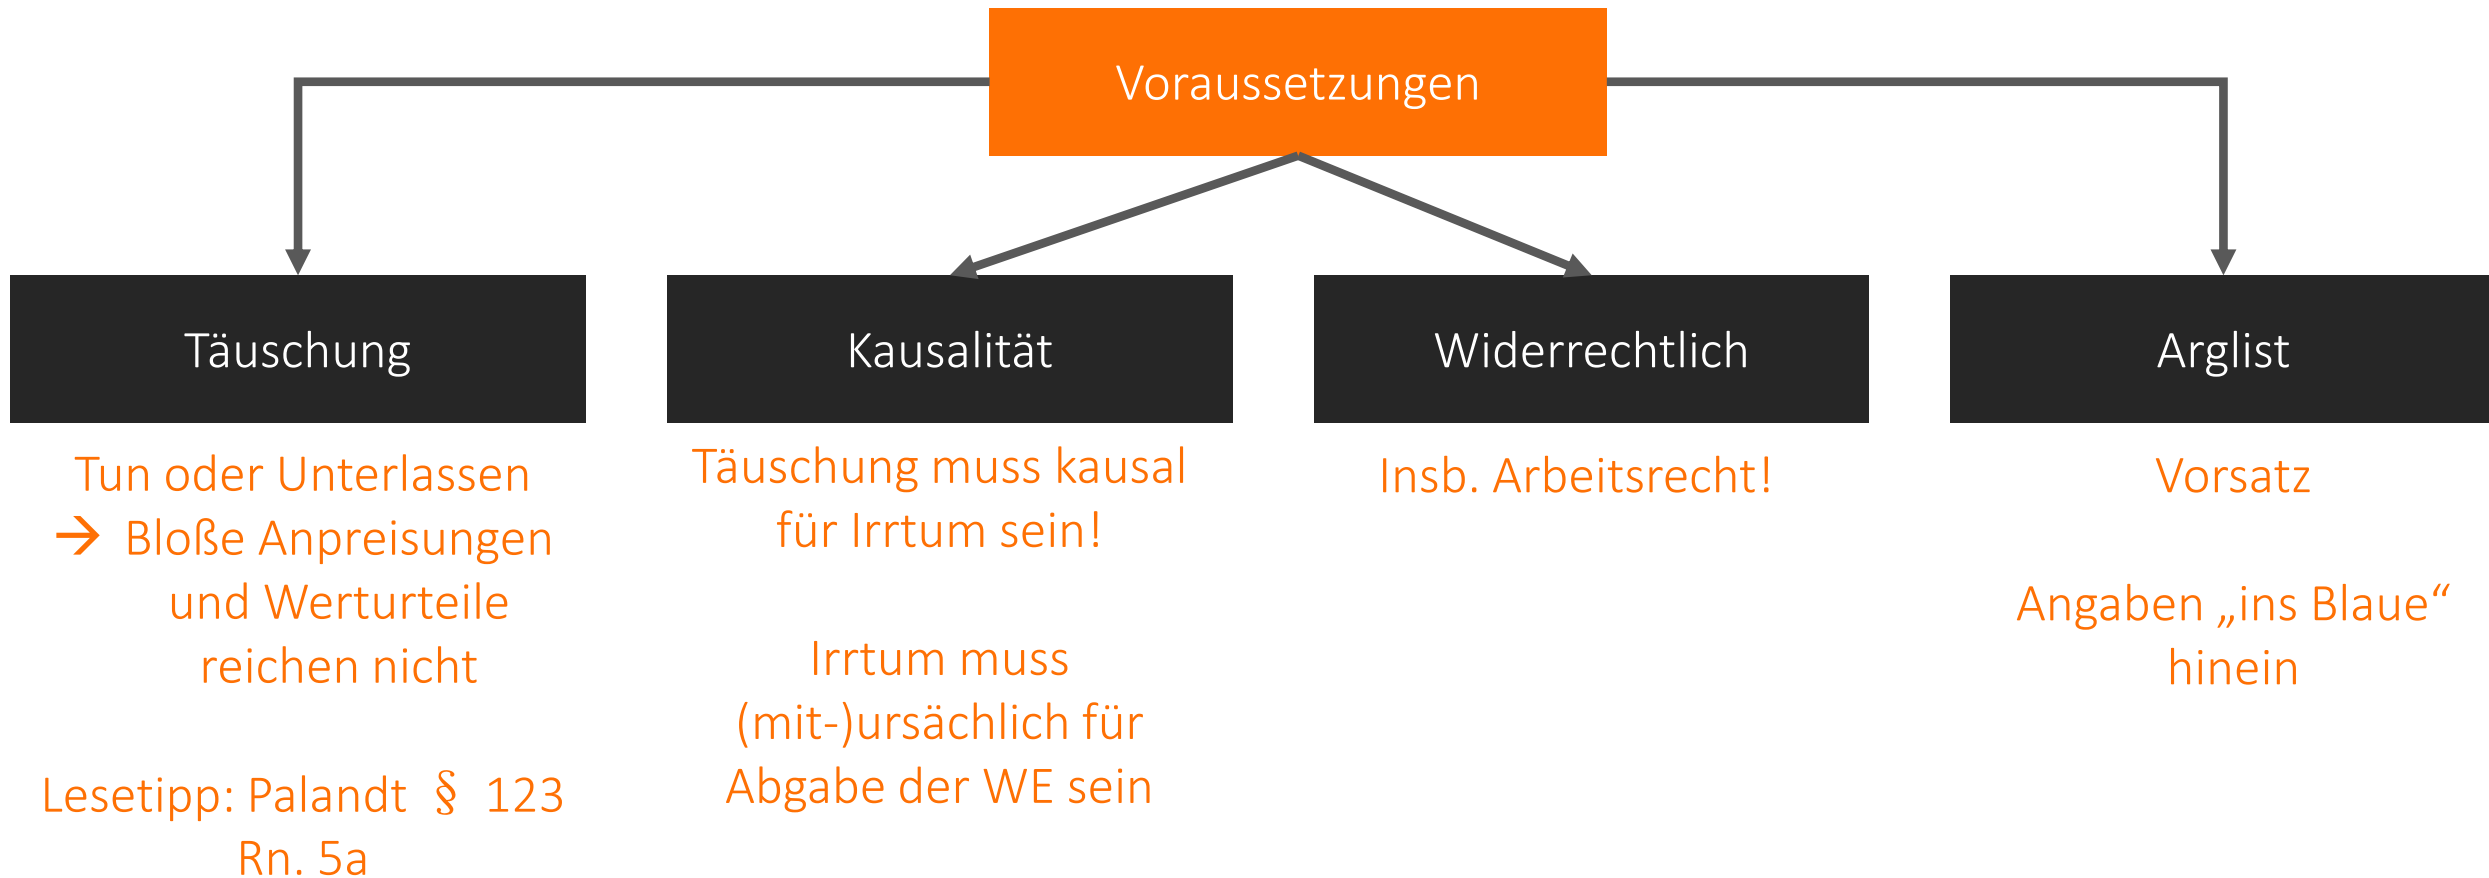 Voraussetzungen
Täuschung
Tun oder Unterlassen
→ Bloße Anpreisungen
und Werturteile
reichen nicht
Lesetipp: Palandt § 123
Rn. 5a
Kausalität
Täuschung muss kausal
für Irrtum sein!
Irrtum muss
(mit-)ursächlich für
Abgabe der WE sein
Widerrechtlich
Insb. Arbeitsrecht!
Arglist
Vorsatz
Angaben „ins Blaue“
hinein